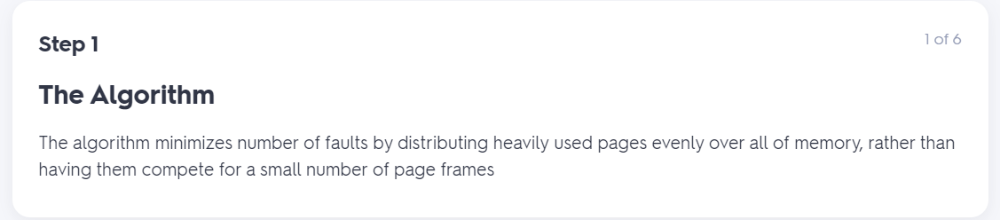 Step 1
1 of 6
The Algorithm
The algorithm minimizes number of faults by distributing heavily used pages evenly over all of memory, rather than
having them compete for a small number of page frames